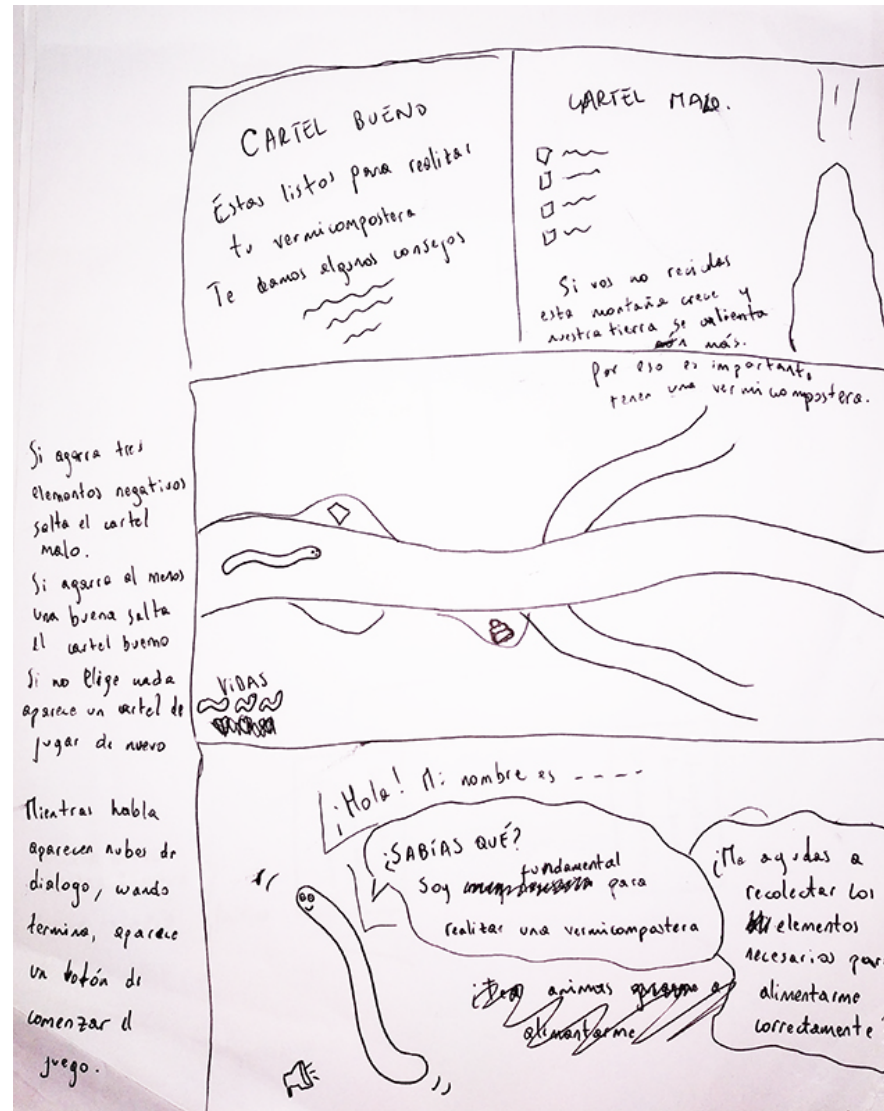 CARTEL BUENO
Éstas listos para realizar
tu vermicompostera
Te damos algunos consejos
CARTEL MALO.
Si vos no reciclas
esta montaña crece y
nuestra tierra se calienta
aún más.
Por eso es importante
tener una vermicompostera.
Si agarra tres
elementos negativos
salta el cartel
malo.
Si agarra al menos
una buena salta
el cartel bueno
Si no elige nada
aparece un cartel de
jugar de nuevo
VIDAS
Mientras habla
aparecen nubes de
dialogo, cuando
termina, aparece
un botón de
comenzar el
juego.
¡Hola! Mi nombre es ----
¿SABÍAS QUÉ?
Soy fundamental para
realizar una vermicompostera
¿Me ayudas a
recolectar los
elementos
necesarios para
alimentarme
correctamente?
animas a
alimentarme